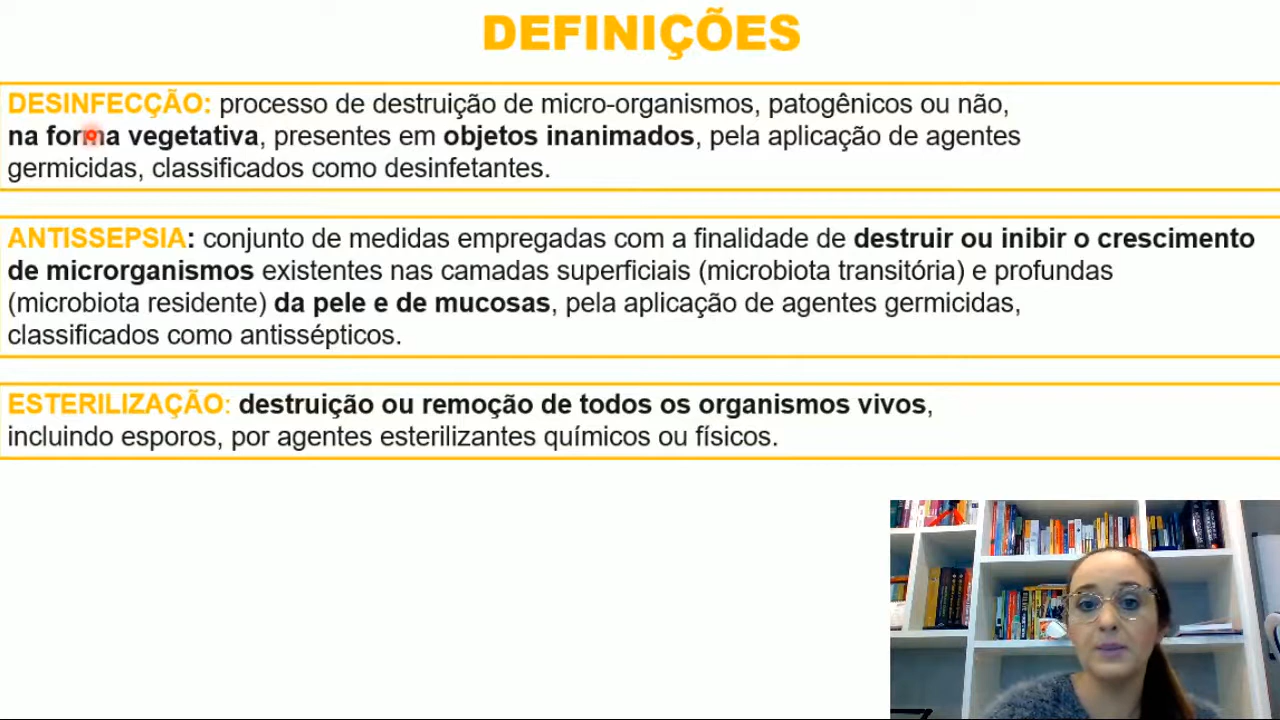 DEFINIÇÕES
DESINFECÇÃO: processo de destruição de micro-organismos, patogênicos ou não,
na forma vegetativa, presentes em objetos inanimados, pela aplicação de agentes
germicidas, classificados como desinfetantes.
ANTISSEPSIA: conjunto de medidas empregadas com a finalidade de destruir ou inibir o crescimento
de microrganismos existentes nas camadas superficiais (microbiota transitória) e profundas
(microbiota residente) da pele e de mucosas, pela aplicação de agentes germicidas,
classificados como antissépticos.
ESTERILIZAÇÃO: destruição ou remoção de todos os organismos vivos,
incluindo esporos, por agentes esterilizantes químicos ou físicos.